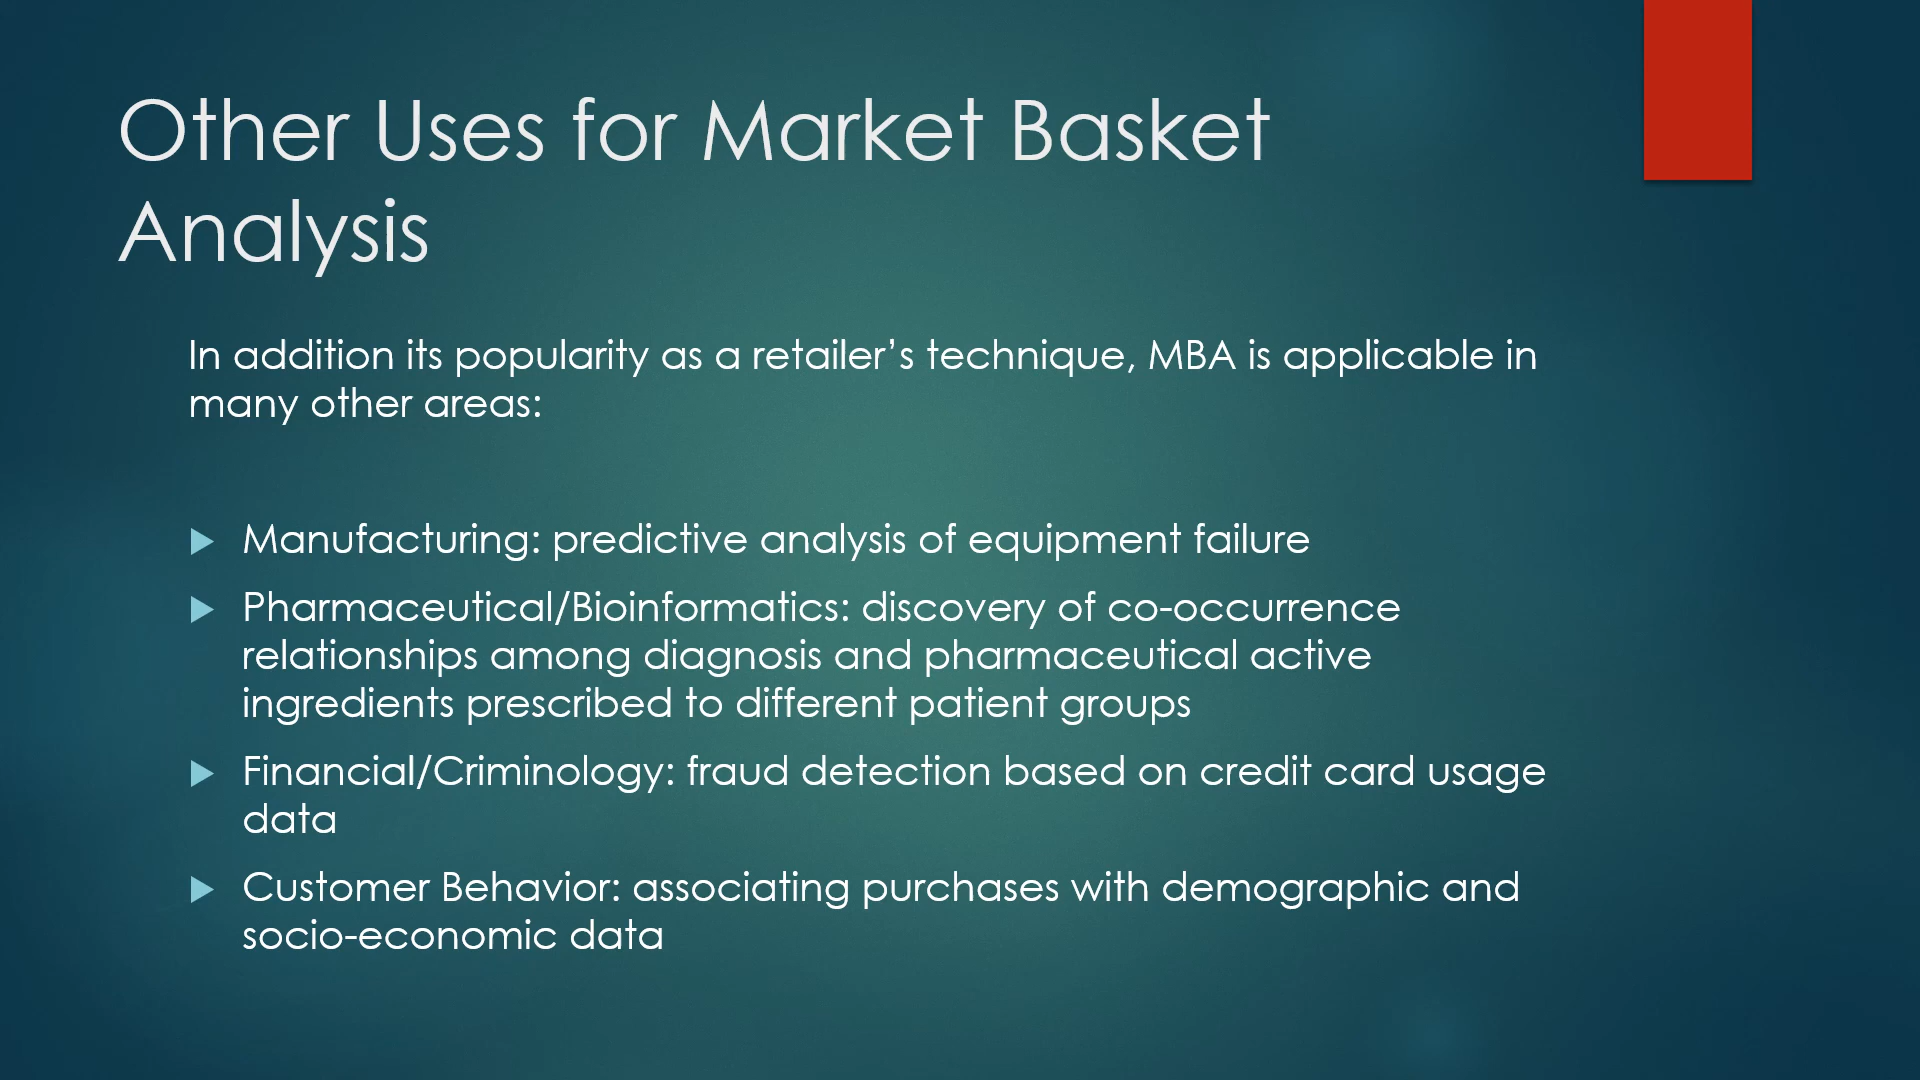 Other Uses for Market Basket
Analysis
In addition its popularity as a retailer’s technique, MBA is applicable in
many other areas:
Manufacturing: predictive analysis of equipment failure
Pharmaceutical/Bioinformatics: discovery of co-occurrence
relationships among diagnosis and pharmaceutical active
ingredients prescribed to different patient groups
Financial/Criminology: fraud detection based on credit card usage
data
Customer Behavior: associating purchases with demographic and
socio-economic data